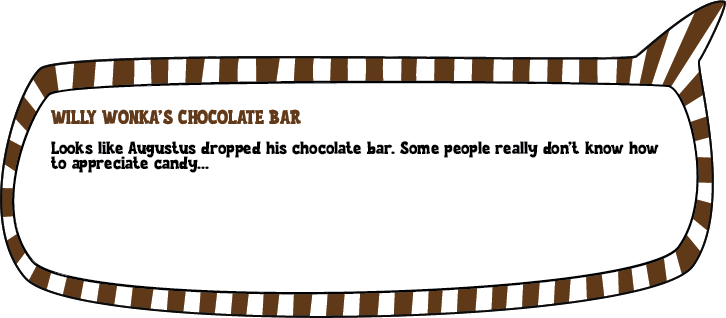 WILLY WONKA'S CHOCOLATE BAR
Looks like Augustus dropped his chocolate bar. Some people really don't know how
to appreciate candy...